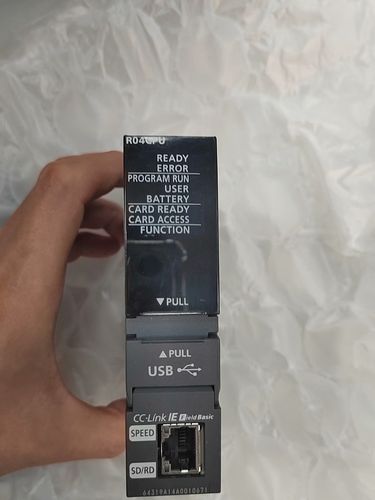 R04CPU
READY
ERROR
PROGRAM RUN
USER
BATTERY
CARD READY
CARD ACCESS
FUNCTION
▼PULL
▲PULL
USB
CC-Link IE Field Basic
SPEED
SD/RD
64319A14A0010671